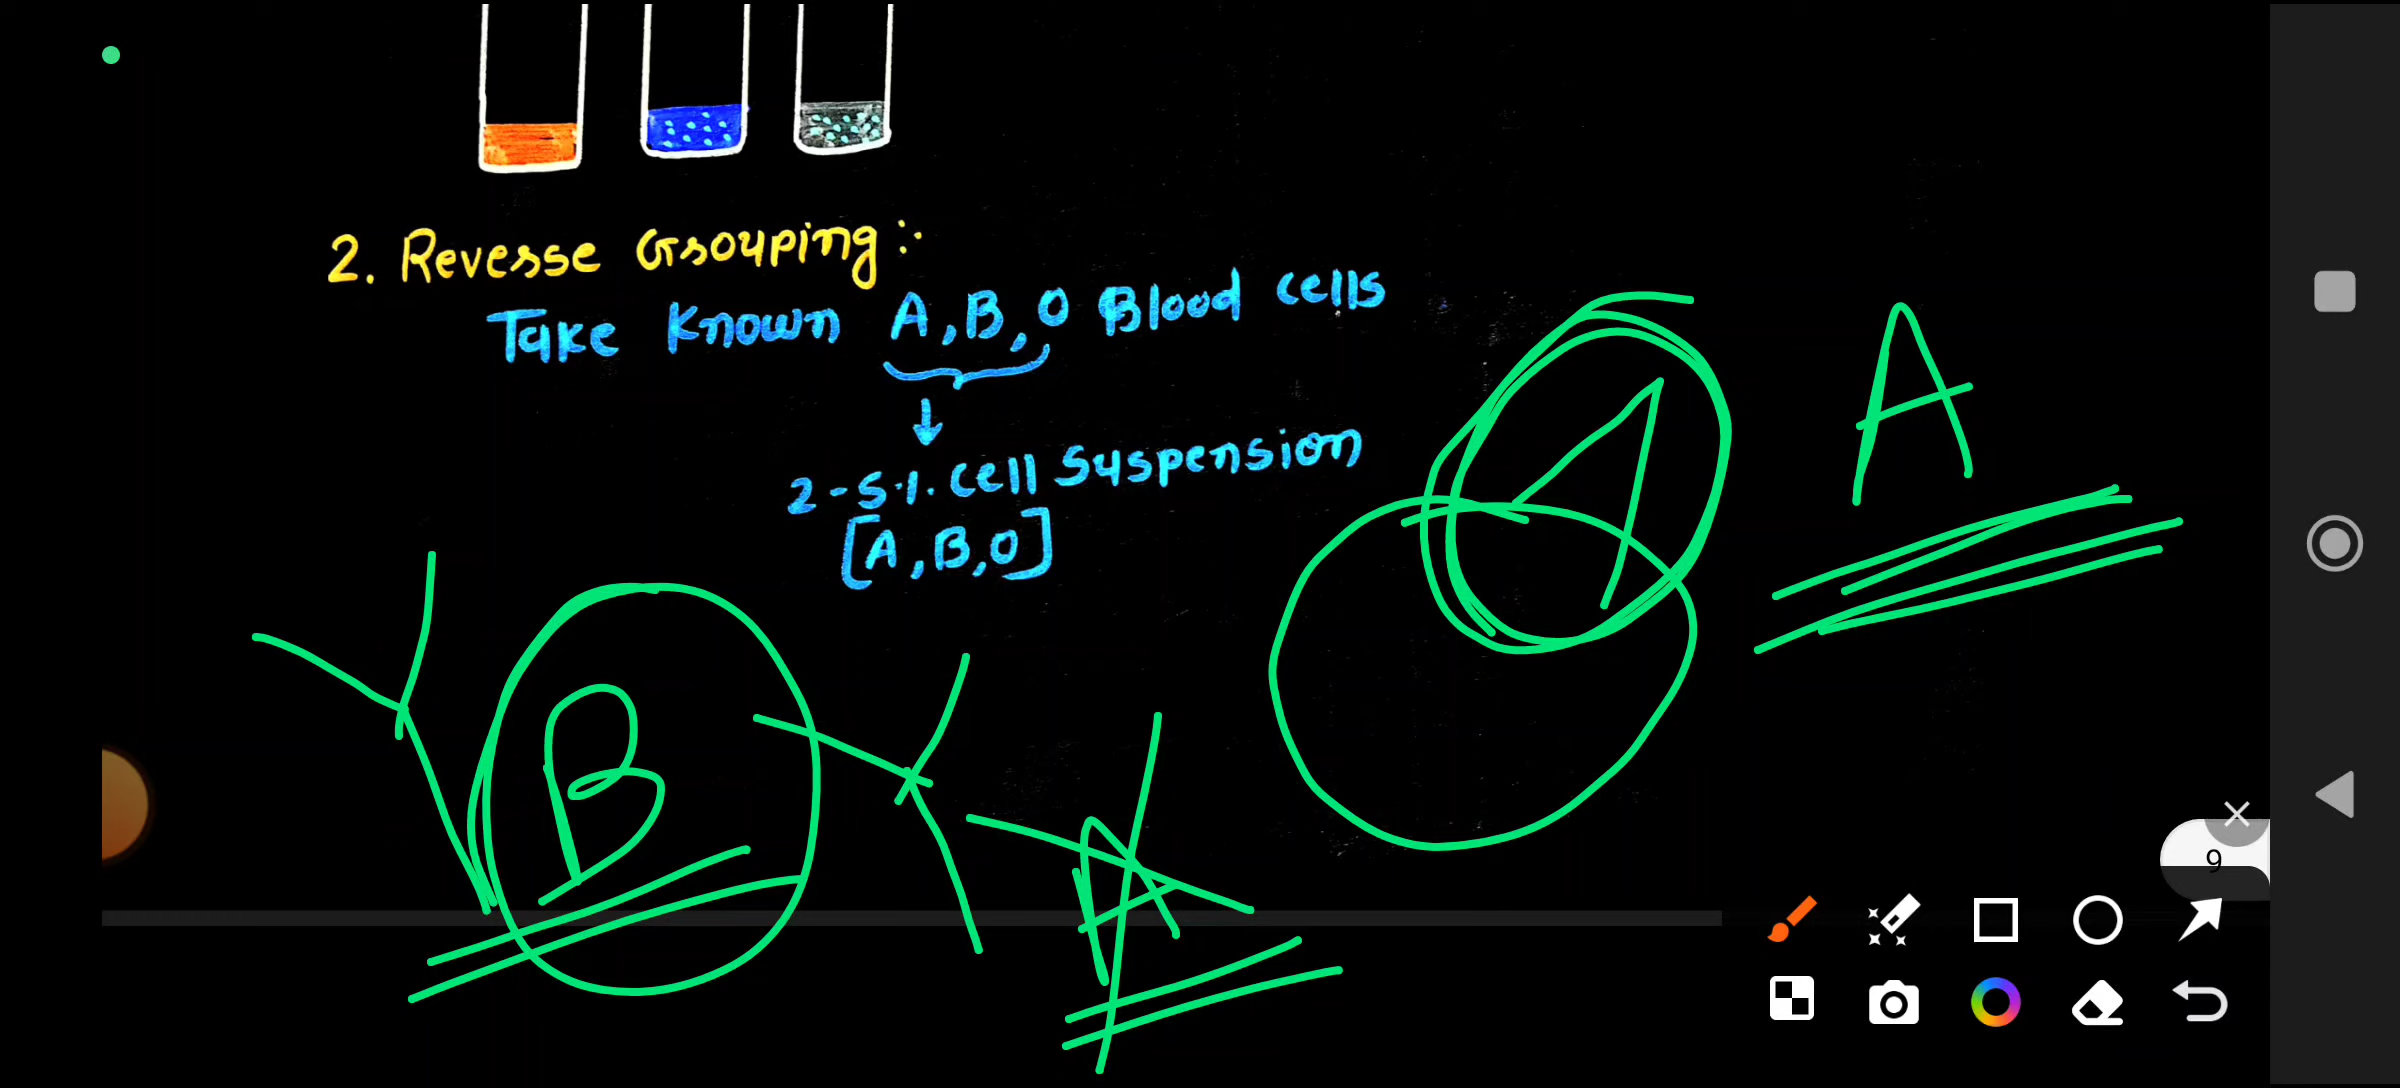 2. Reverse Grouping :-
Take Known A, B, O Blood cells
2-5%. Cell Suspension
[A, B, O]
A
B
A
A
9